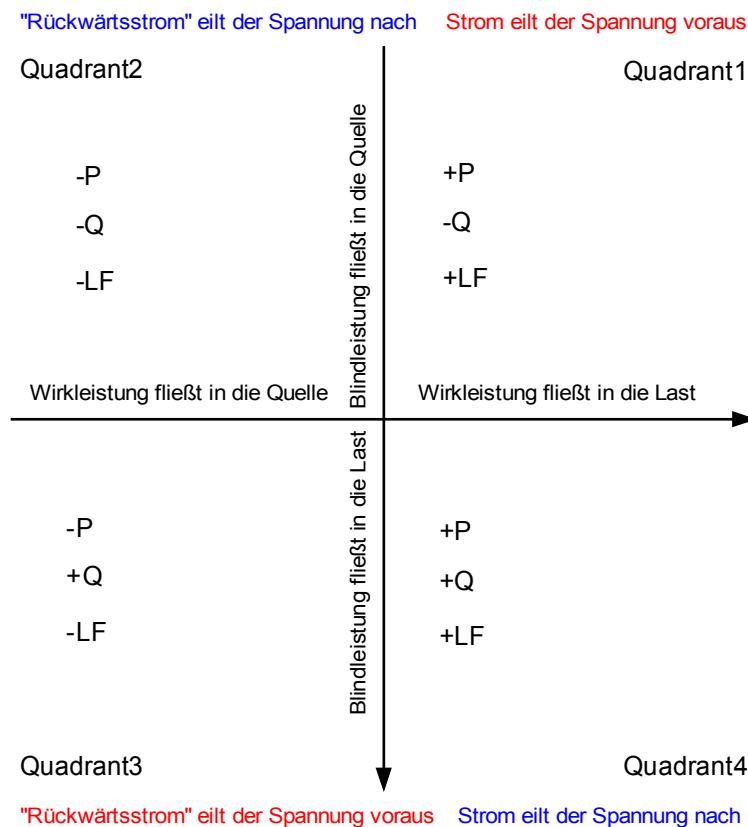 "Rückwärtsstrom" eilt der Spannung nach
Strom eilt der Spannung voraus
Quadrant2
Quadrant1
-P
-Q
-LF
Blindleistung fließt in die Quelle
+P
-Q
+LF
Wirkleistung fließt in die Quelle
Wirkleistung fließt in die Last
-P
+Q
-LF
Blindleistung fließt in die Last
+P
+Q
+LF
Quadrant3
Quadrant4
"Rückwärtsstrom" eilt der Spannung voraus
Strom eilt der Spannung nach